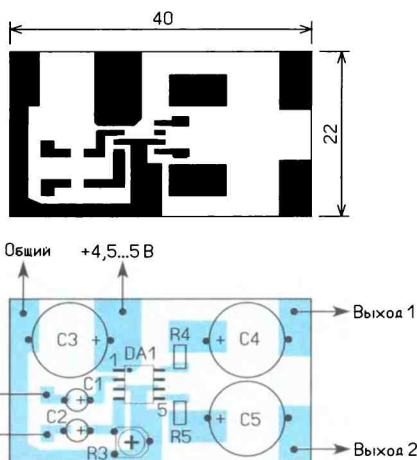 40
22
Общий +4,5...5 В
Выход 1
C3 + 1 DA1 R4 + C4
C1
+
C2
+ 5 R5 + C5
R3 +
Выход 2